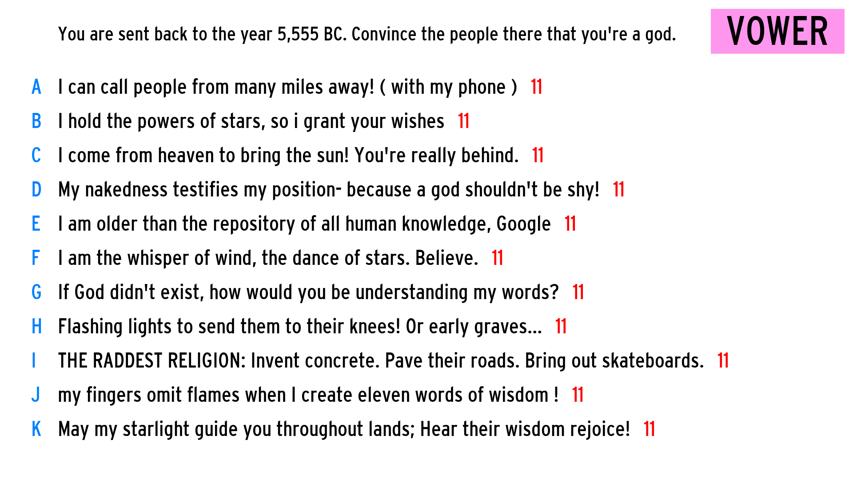 You are sent back to the year 5,555 BC. Convince the people there that you're a god.
VOWER
A I can call people from many miles away! ( with my phone ) 11
B I hold the powers of stars, so i grant your wishes 11
C I come from heaven to bring the sun! You're really behind. 11
D My nakedness testifies my position- because a god shouldn't be shy! 11
E I am older than the repository of all human knowledge, Google 11
F I am the whisper of wind, the dance of stars. Believe. 11
G If God didn't exist, how would you be understanding my words? 11
H Flashing lights to send them to their knees! Or early graves... 11
I THE RADDEST RELIGION: Invent concrete. Pave their roads. Bring out skateboards. 11
J my fingers omit flames when I create eleven words of wisdom ! 11
K May my starlight guide you throughout lands; Hear their wisdom rejoice! 11